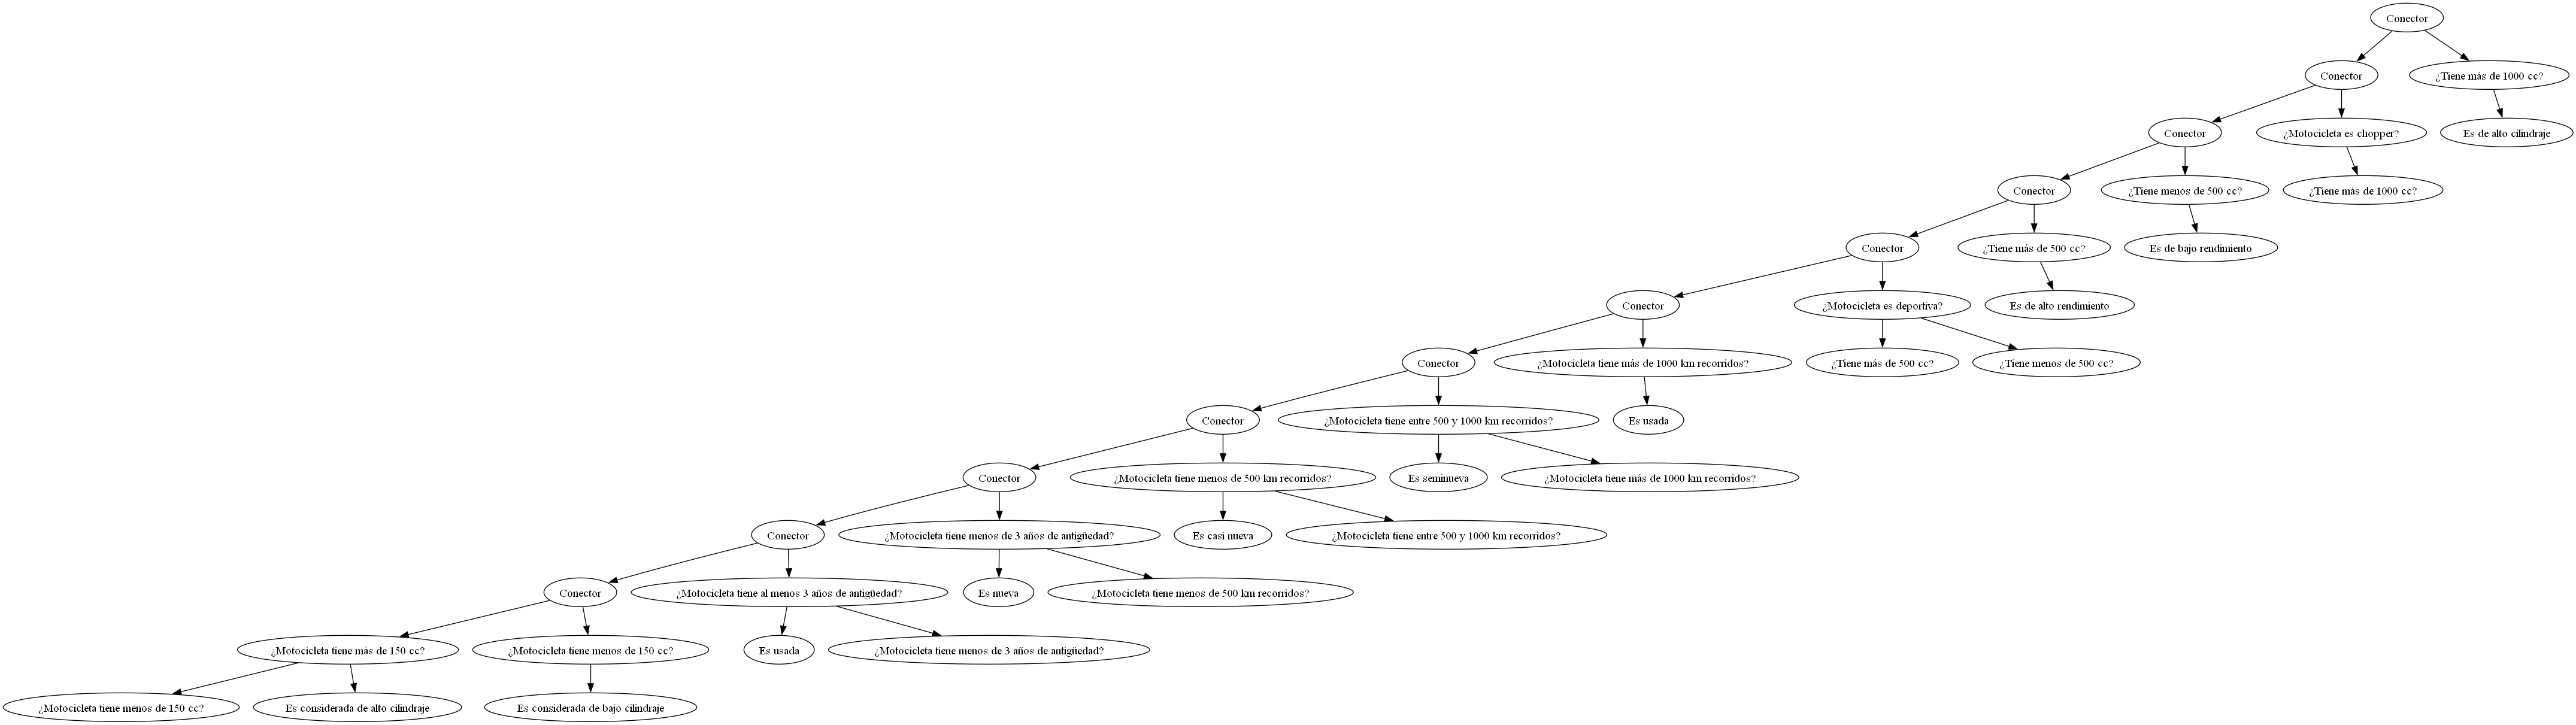 Conector
Conector
¿Tiene más de 1000 cc?
Conector
¿Motocicleta es chopper?
Es de alto cilindraje
Conector
¿Tiene menos de 500 cc?
¿Tiene más de 1000 cc?
Conector
¿Tiene más de 500 cc?
Es de bajo rendimiento
Conector
¿Motocicleta es deportiva?
Es de alto rendimiento
Conector
¿Motocicleta tiene más de 1000 km recorridos?
¿Tiene más de 500 cc?
¿Tiene menos de 500 cc?
Conector
¿Motocicleta tiene entre 500 y 1000 km recorridos?
Es usada
Conector
¿Motocicleta tiene menos de 500 km recorridos?
Es seminueva
¿Motocicleta tiene más de 1000 km recorridos?
Conector
¿Motocicleta tiene menos de 3 años de antigüedad?
Es casi nueva
¿Motocicleta tiene entre 500 y 1000 km recorridos?
Conector
¿Motocicleta tiene al menos 3 años de antigüedad?
Es nueva
¿Motocicleta tiene menos de 500 km recorridos?
¿Motocicleta tiene más de 150 cc?
¿Motocicleta tiene menos de 150 cc?
Es usada
¿Motocicleta tiene menos de 3 años de antigüedad?
¿Motocicleta tiene menos de 150 cc?
Es considerada de alto cilindraje
Es considerada de bajo cilindraje